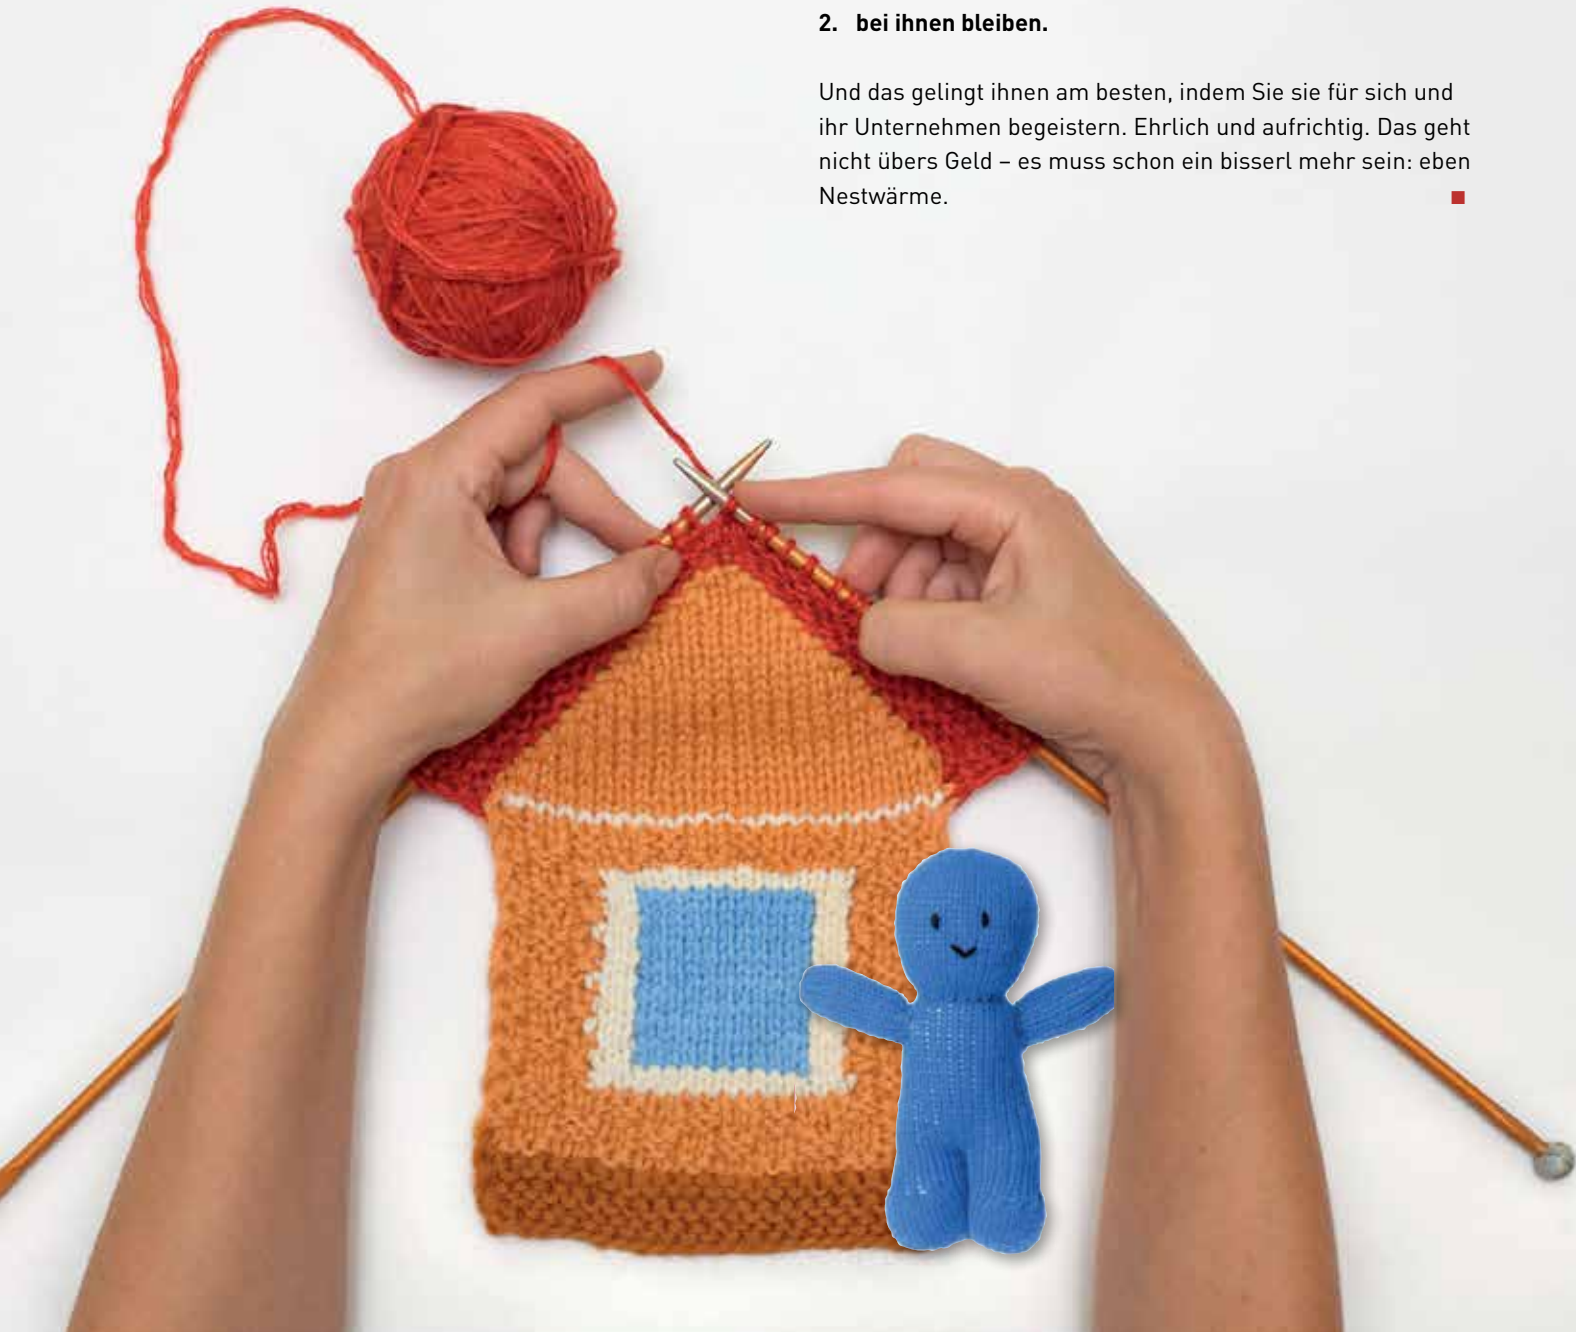 2. bei ihnen bleiben.
Und das gelingt ihnen am besten, indem Sie sie für sich und
ihr Unternehmen begeistern. Ehrlich und aufrichtig. Das geht
nicht übers Geld – es muss schon ein bisserl mehr sein: eben
Nestwärme.